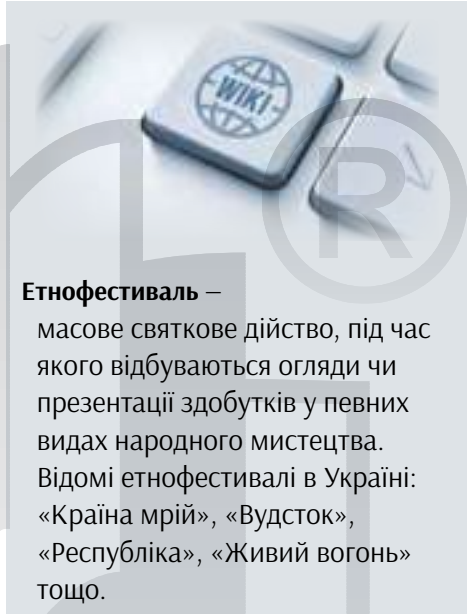 WIKI
®
Етнофестиваль –
масове святкове дійство, під час
якого відбуваються огляди чи
презентації здобутків у певних
видах народного мистецтва.
Відомі етнофестивалі в Україні:
«Країна мрій», «Вудсток»,
«Республіка», «Живий вогонь»
тощо.